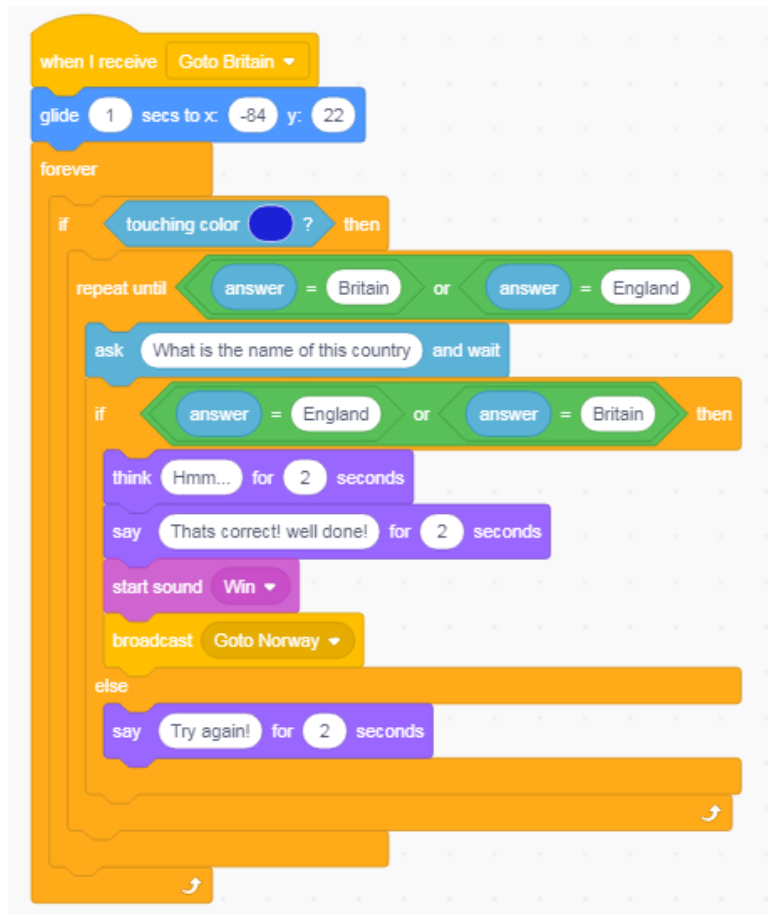 when I receive Goto Britain
glide 1 secs to x: -84 y: 22
forever
if touching color ? then
repeat until answer = Britain or answer = England
ask What is the name of this country and wait
if answer = England or answer = Britain then
think Hmm... for 2 seconds
say Thats correct! well done! for 2 seconds
start sound Win
broadcast Goto Norway
else
say Try again! for 2 seconds